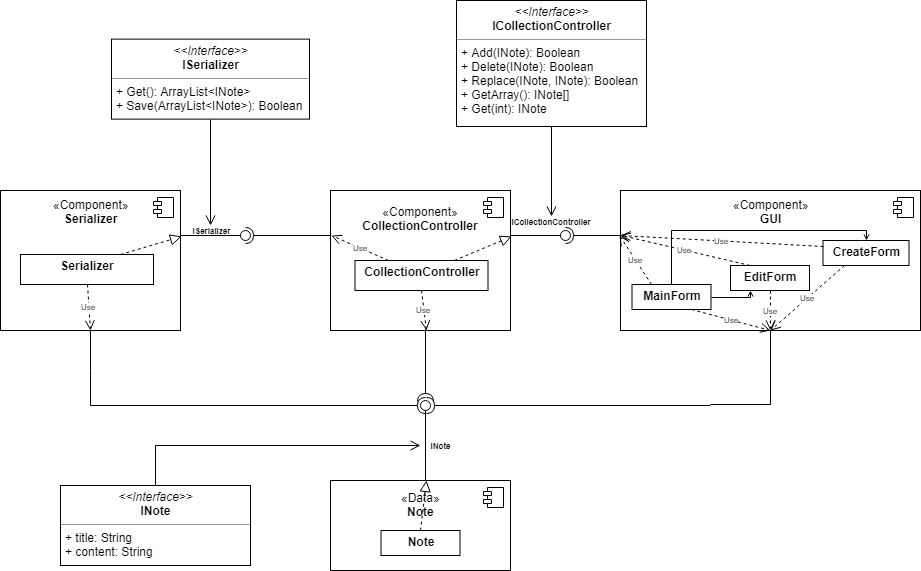 <<Interface>>
ICollectionController
+ Add(INote): Boolean
+ Delete(INote): Boolean
+ Replace(INote, INote): Boolean
+ GetArray(): INote[]
+ Get(int): INote
<<Interface>>
ISerializer
+ Get(): ArrayList<INote>
+ Save(ArrayList<INote>): Boolean
«Component»
Serializer
Serializer
Use
ISerializer
«Component»
CollectionController
Use
CollectionController
Use
ICollectionController
«Component»
GUI
Use
CreateForm
Use
Use
EditForm
MainForm
Use
Use
Use
INote
<<Interface>>
INote
+ title: String
+ content: String
«Data»
Note
Use
Note